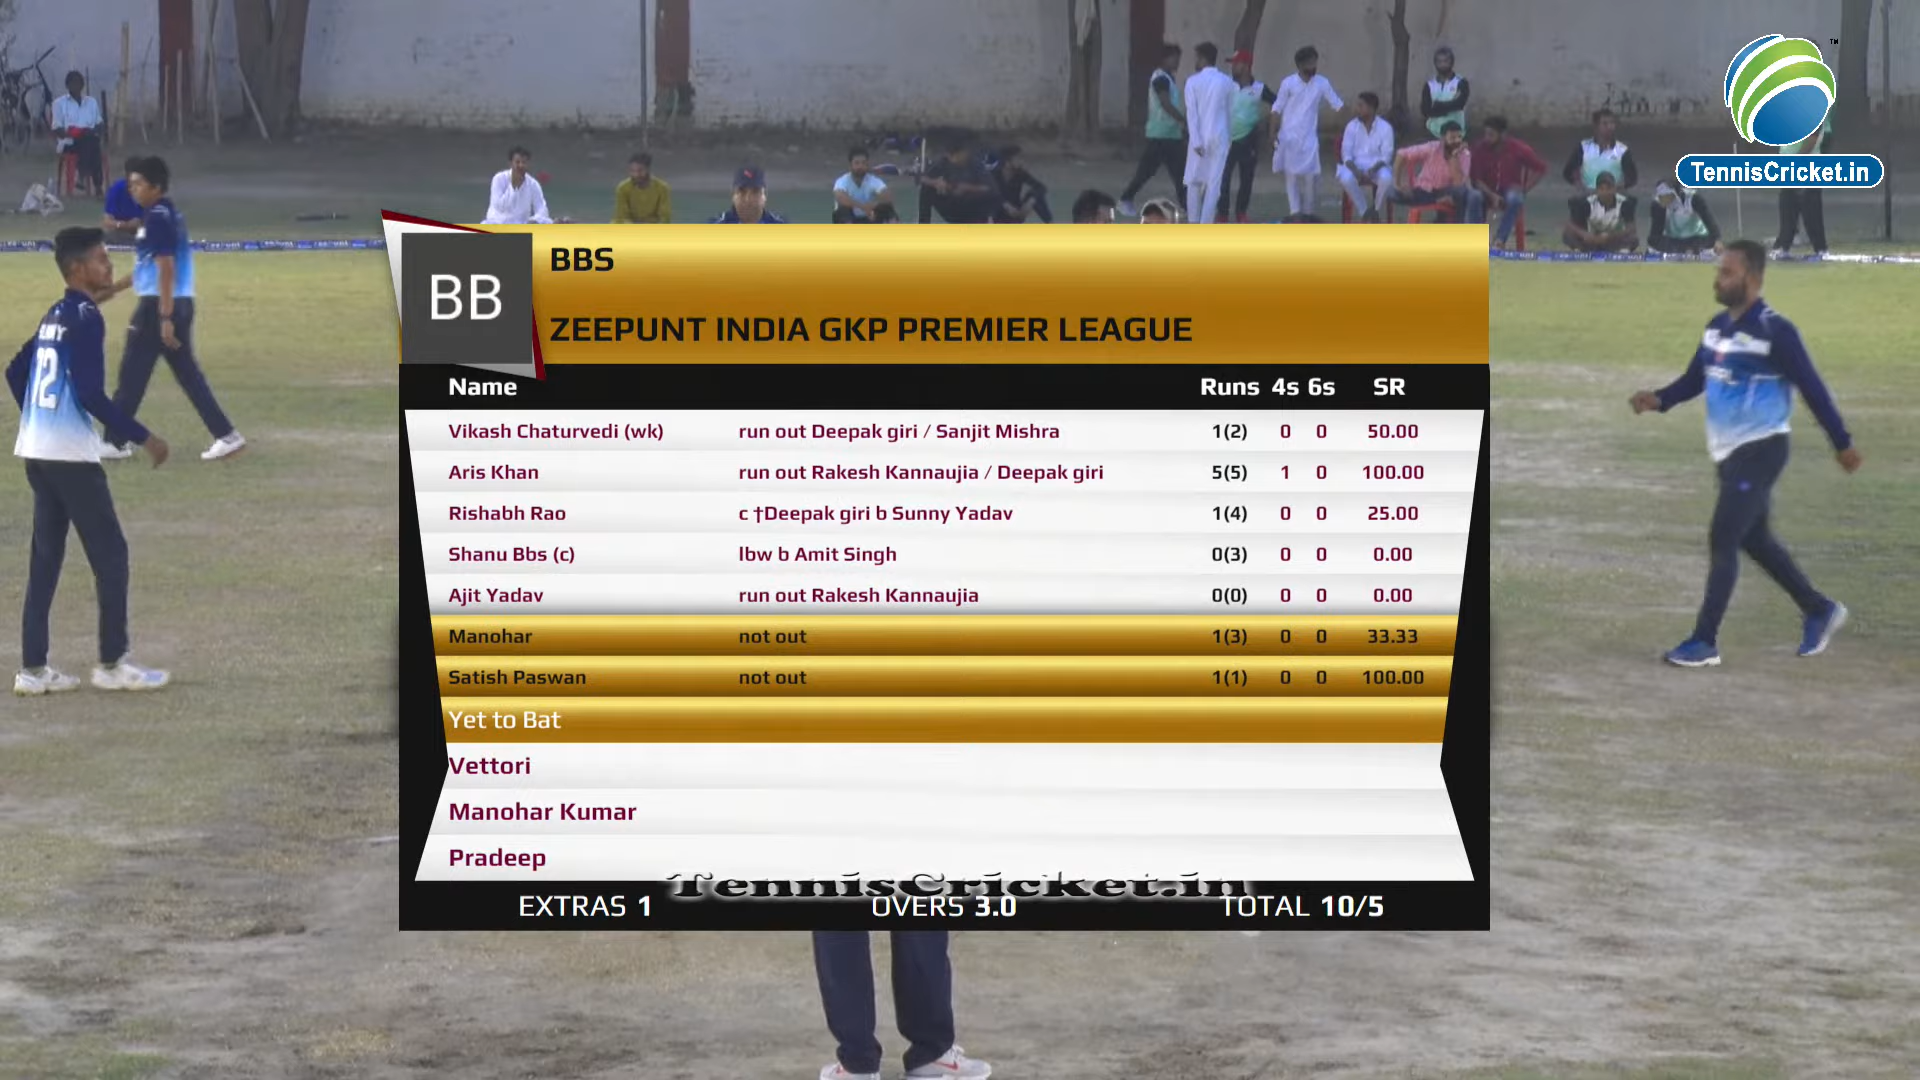 TM
TennisCricket.in
BB
BBS
ZEEPUNT INDIA GKP PREMIER LEAGUE
Name Runs 4s 6s SR
Vikash Chaturvedi (wk) run out Deepak giri / Sanjit Mishra 1(2) 0 0 50.00
Aris Khan run out Rakesh Kannaujia / Deepak giri 5(5) 1 0 100.00
Rishabh Rao c †Deepak giri b Sunny Yadav 1(4) 0 0 25.00
Shanu Bbs (c) lbw b Amit Singh 0(3) 0 0 0.00
Ajit Yadav run out Rakesh Kannaujia 0(0) 0 0 0.00
Manohar not out 1(3) 0 0 33.33
Satish Paswan not out 1(1) 0 0 100.00
Yet to Bat
Vettori
Manohar Kumar
Pradeep
TennisCricket.in
EXTRAS 1 OVERS 3.0 TOTAL 10/5
12